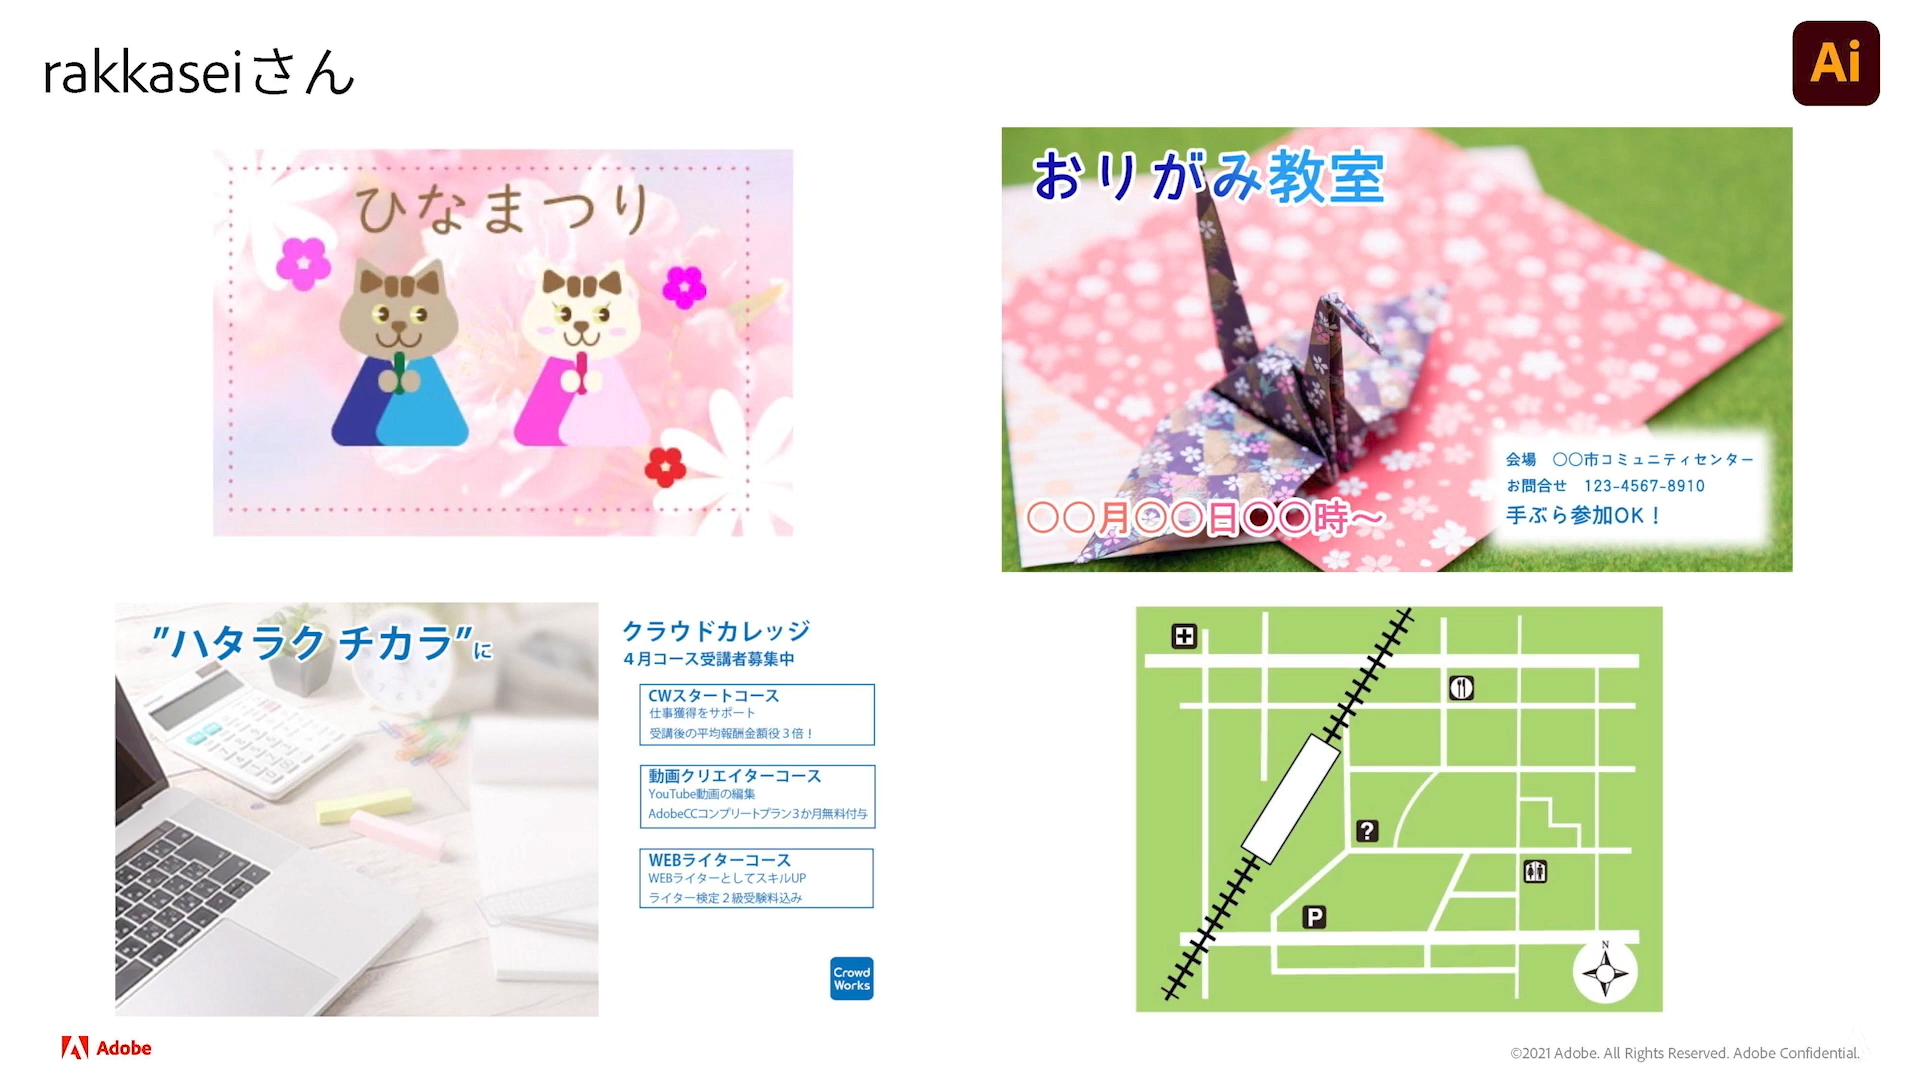 rakkaseiさん
Ai
ひなまつり
おりがみ教室
〇〇月〇〇日●〇時～
会場　〇〇市コミュニティセンター
お問合せ　123-4567-8910
手ぶら参加OK！
”ハタラク チカラ”に
クラウドカレッジ
４月コース受講者募集中
CWスタートコース
仕事獲得をサポート
受講後の平均報酬金額役３倍！
動画クリエイターコース
YouTube動画の編集
AdobeCCコンプリートプラン３か月無料付与
WEBライターコース
WEBライターとしてスキルUP
ライター検定２級受験料込み
Crowd
Works
?
P
N
Adobe
©2021 Adobe. All Rights Reserved. Adobe Confidential.